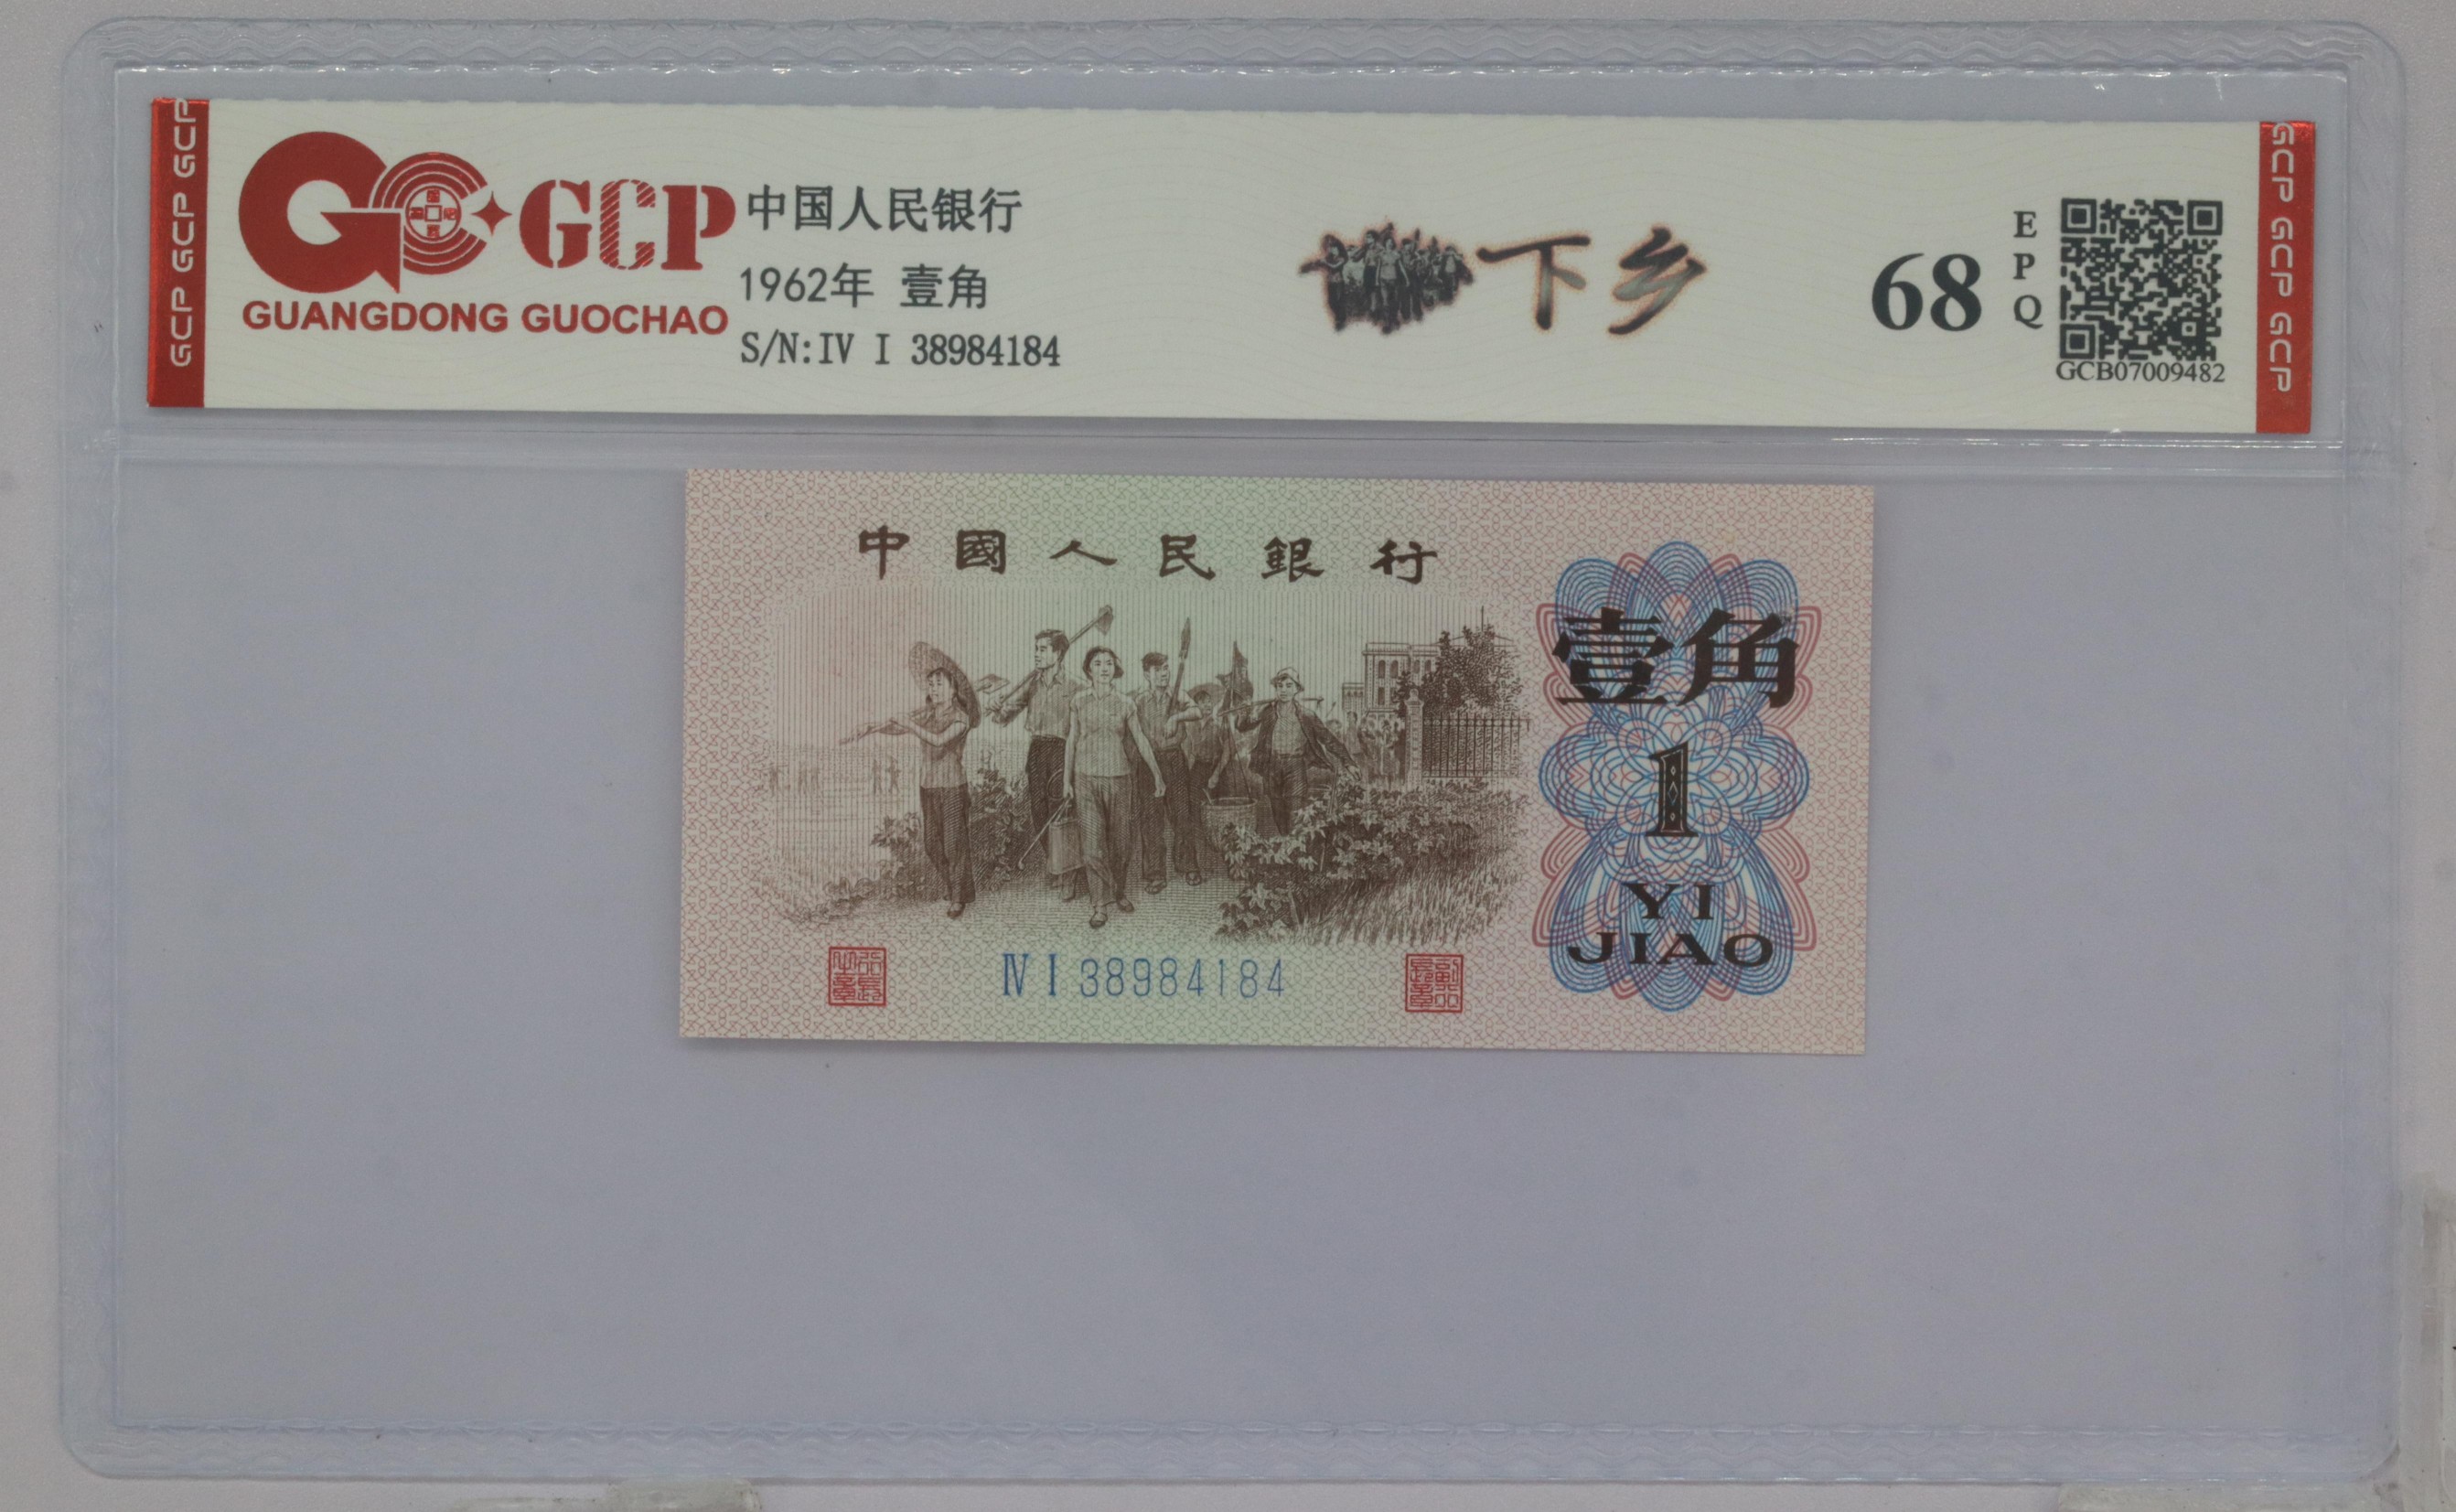 GCP GCP GCP
GCP
GUANGDONG GUOCHAO
中国人民银行
1962年 壹角
S/N:IV I 38984184
下乡
68
E
P
Q
GCB07009482
GCP GCP GCP
中國人民銀行
壹角
1
YI
JIAO
IV I 38984184